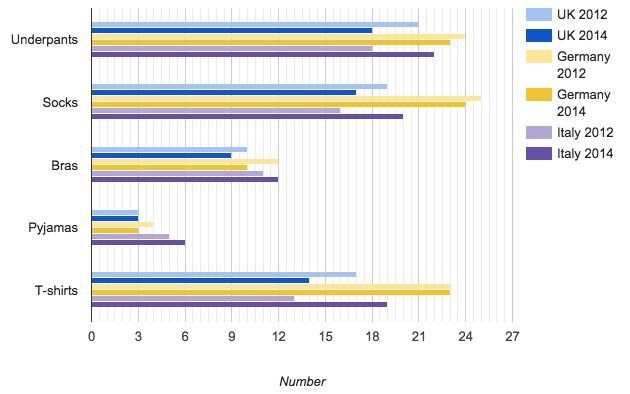 Underpants
Socks
Bras
Pyjamas
T-shirts
0 3 6 9 12 15 18 21 24 27
Number
UK 2012
UK 2014
Germany
2012
Germany
2014
Italy 2012
Italy 2014